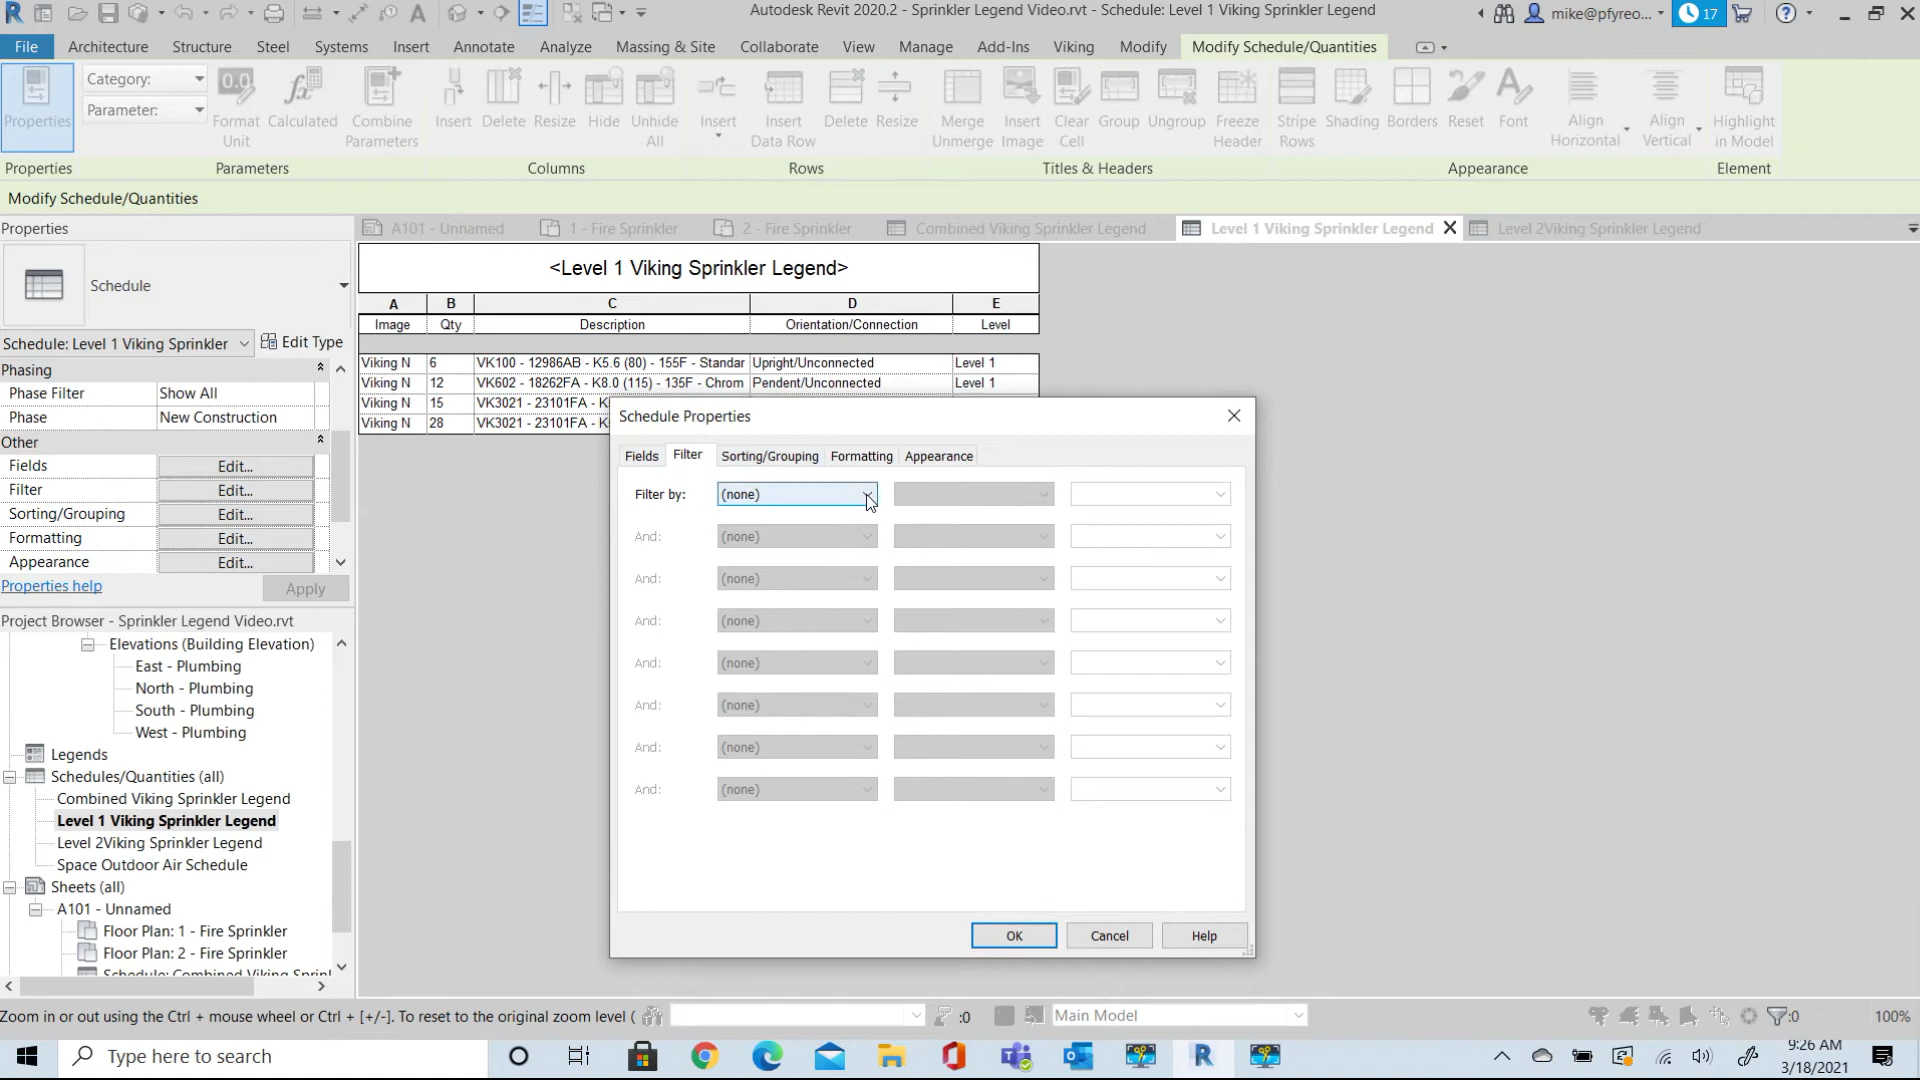 Autodesk Revit 2020.2 - Sprinkler Legend Video.rvt - Schedule: Level 1 Viking Sprinkler Legend
mike@pfyreo...
17
File Architecture Structure Steel Systems Insert Annotate Analyze Massing & Site Collaborate View Manage Add-Ins Viking Modify Modify Schedule/Quantities
Category:
Parameter:
Properties
Format Unit
Calculated
Combine Parameters
Insert
Delete
Resize
Hide
Unhide All
Insert
Insert Data Row
Delete
Resize
Merge Unmerge
Insert Image
Clear Cell
Group
Ungroup
Freeze Header
Stripe Rows
Shading
Borders
Reset
Font
Align Horizontal
Align Vertical
Highlight in Model
Properties Parameters Columns Rows Titles & Headers Appearance Element
Modify Schedule/Quantities
Properties
A101 - Unnamed 1 - Fire Sprinkler 2 - Fire Sprinkler Combined Viking Sprinkler Legend Level 1 Viking Sprinkler Legend Level 2Viking Sprinkler Legend
Schedule
Schedule: Level 1 Viking Sprinkler Edit Type
Phasing
Phase Filter Show All
Phase New Construction
Other
Fields Edit...
Filter Edit...
Sorting/Grouping Edit...
Formatting Edit...
Appearance Edit...
Properties help Apply
<Level 1 Viking Sprinkler Legend>
A B C D E
Image Qty Description Orientation/Connection Level
Viking N 6 VK100 - 12986AB - K5.6 (80) - 155F - Standar Upright/Unconnected Level 1
Viking N 12 VK602 - 18262FA - K8.0 (115) - 135F - Chrom Pendent/Unconnected Level 1
Viking N 15 VK3021 - 23101FA - K
Viking N 28 VK3021 - 23101FA - K
Schedule Properties
Fields Filter Sorting/Grouping Formatting Appearance
Filter by: (none)
And: (none)
And: (none)
And: (none)
And: (none)
And: (none)
And: (none)
And: (none)
OK Cancel Help
Project Browser - Sprinkler Legend Video.rvt
Elevations (Building Elevation)
East - Plumbing
North - Plumbing
South - Plumbing
West - Plumbing
Legends
Schedules/Quantities (all)
Combined Viking Sprinkler Legend
Level 1 Viking Sprinkler Legend
Level 2Viking Sprinkler Legend
Space Outdoor Air Schedule
Sheets (all)
A101 - Unnamed
Floor Plan: 1 - Fire Sprinkler
Floor Plan: 2 - Fire Sprinkler
Schedule: Combined Viking Sprinkl
Zoom in or out using the Ctrl + mouse wheel or Ctrl + [+/-]. To reset to the original zoom level ( :0 Main Model :0 100%
Type here to search
9:26 AM
3/18/2021